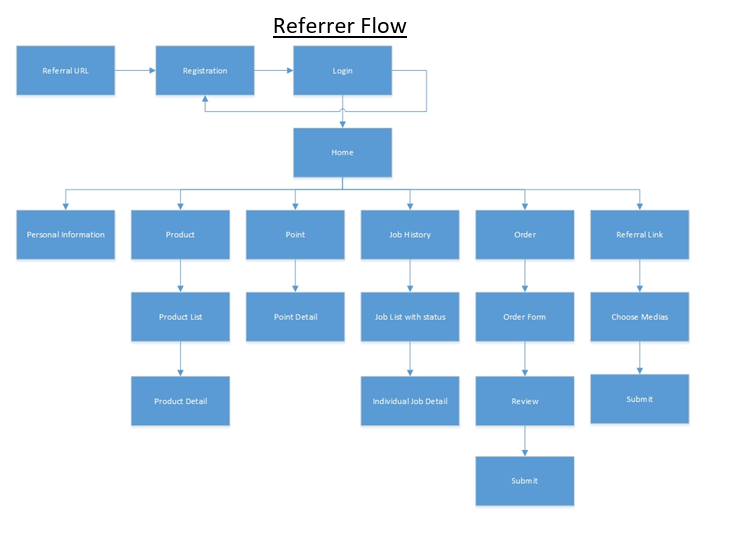 Referrer Flow
Referral URL
Registration
Login
Home
Personal Information
Product
Point
Job History
Order
Referral Link
Product List
Point Detail
Job List with status
Order Form
Choose Medias
Product Detail
Individual Job Detail
Review
Submit
Submit